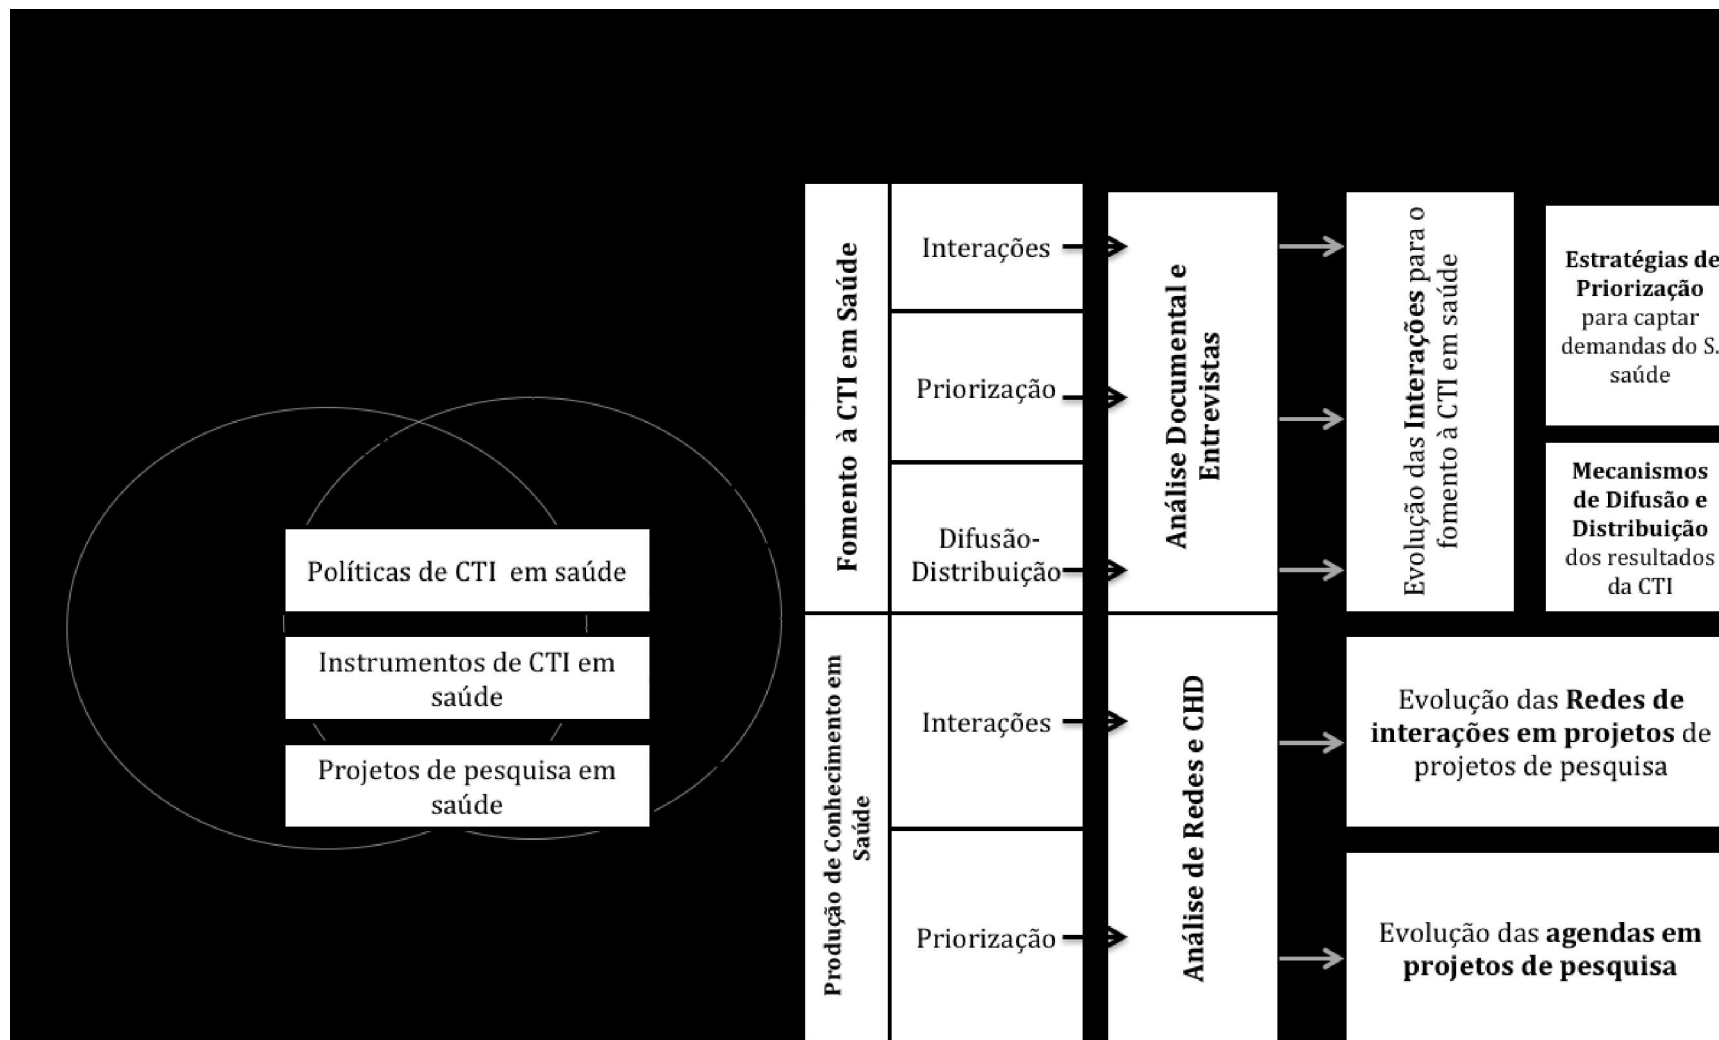 Políticas de CTI em saúde
Instrumentos de CTI em
saúde
Projetos de pesquisa em
saúde
Fomento à CTI em Saúde
Interações
Priorização
Difusão-
Distribuição
Produção de Conhecimento em
Saúde
Interações
Priorização
Análise Documental e
Entrevistas
Análise de Redes e CHD
Evolução das Interações para o
fomento à CTI em saúde
Estratégias de
Priorização
para captar
demandas do S.
saúde
Mecanismos
de Difusão e
Distribuição
dos resultados
da CTI
Evolução das Redes de
interações em projetos de
projetos de pesquisa
Evolução das agendas em
projetos de pesquisa